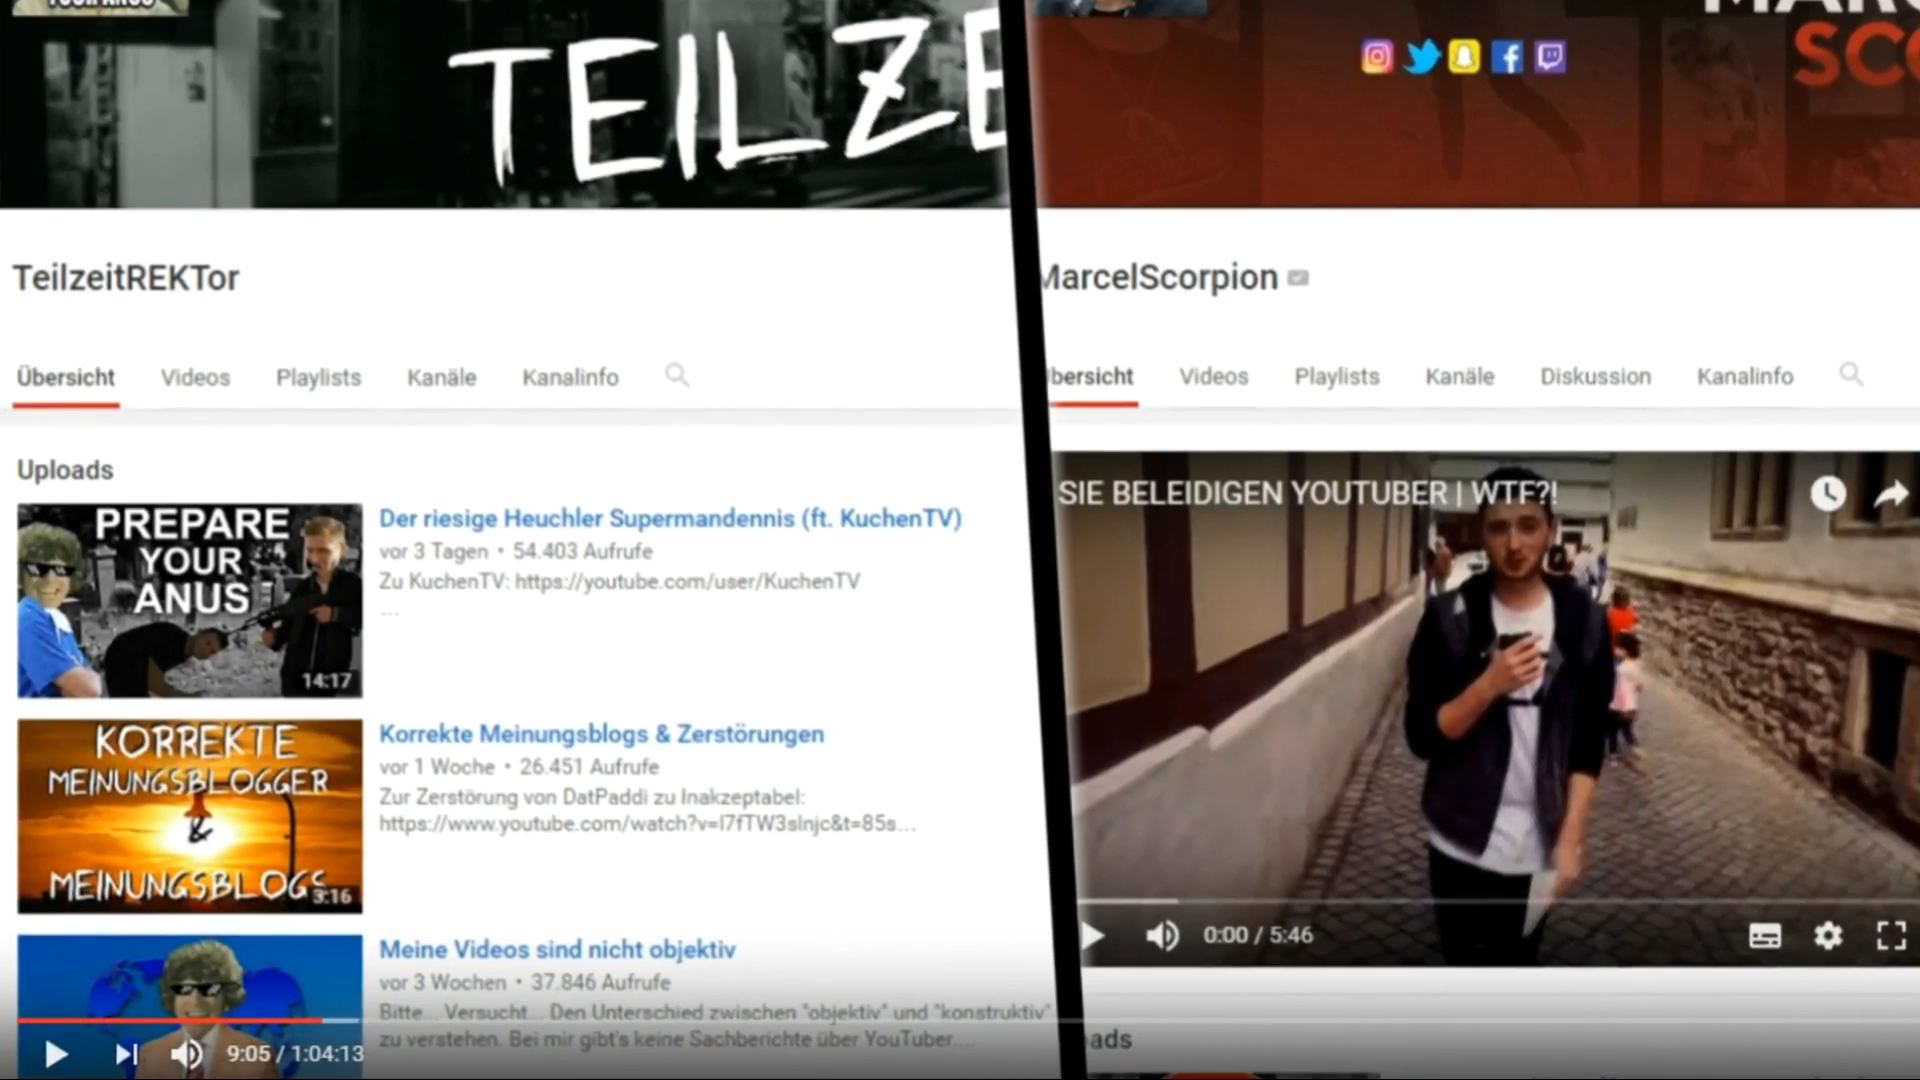 YOUR ANUS
TEILZE
TeilzeitREKTor
Übersicht Videos Playlists Kanäle Kanalinfo
Uploads
PREPARE
YOUR
ANUS
14:17
Der riesige Heuchler Supermandennis (ft. KuchenTV)
vor 3 Tagen • 54.403 Aufrufe
Zu KuchenTV: https://youtube.com/user/KuchenTV
...
KORREKTE
MEINUNGSBLOGGER
&
MEINUNGSBLOGS
3:16
Korrekte Meinungsblogs & Zerstörungen
vor 1 Woche • 26.451 Aufrufe
Zur Zerstörung von DatPaddi zu Inakzeptabel:
https://www.youtube.com/watch?v=I7fTW3sInjc&t=85s...
Meine Videos sind nicht objektiv
vor 3 Wochen • 37.846 Aufrufe
Bitte... Versucht... Den Unterschied zwischen "objektiv" und "konstruktiv"
zu verstehen. Bei mir gibt's keine Sachberichte über YouTuber....
9:05 / 1:04:13
MARC
SCO
MarcelScorpion
bersicht Videos Playlists Kanäle Diskussion Kanalinfo
SIE BELEIDIGEN YOUTUBER | WTF?!
0:00 / 5:46
ads